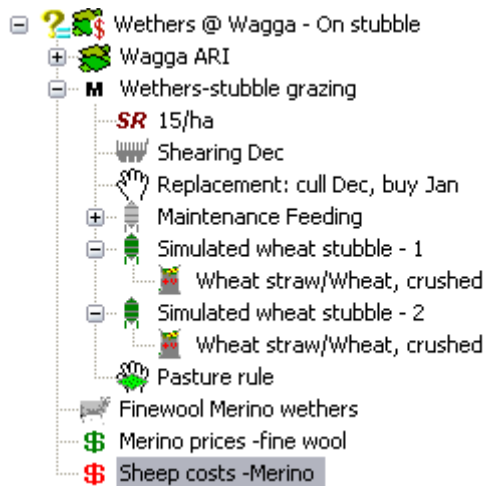 Wethers @ Wagga - On stubble
Wagga ARI
M Wethers-stubble grazing
SR 15/ha
Shearing Dec
Replacement: cull Dec, buy Jan
Maintenance Feeding
Simulated wheat stubble - 1
Wheat straw/Wheat, crushed
Simulated wheat stubble - 2
Wheat straw/Wheat, crushed
Pasture rule
Finewool Merino wethers
$ Merino prices -fine wool
$ Sheep costs -Merino